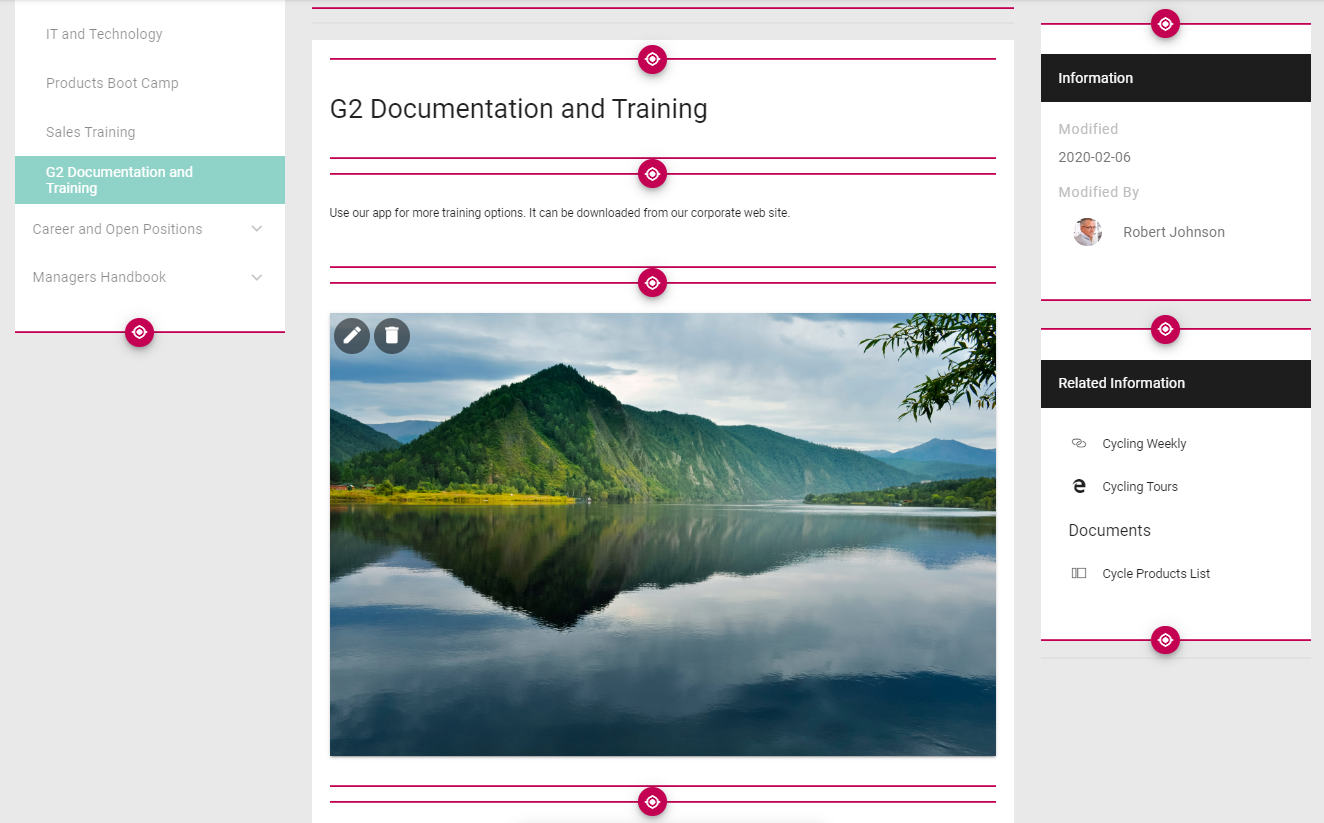 IT and Technology
Products Boot Camp
Sales Training
G2 Documentation and
Training
Career and Open Positions
Managers Handbook
G2 Documentation and Training
Use our app for more training options. It can be downloaded from our corporate web site.
Information
Modified
2020-02-06
Modified By
Robert Johnson
Related Information
Cycling Weekly
Cycling Tours
Documents
Cycle Products List